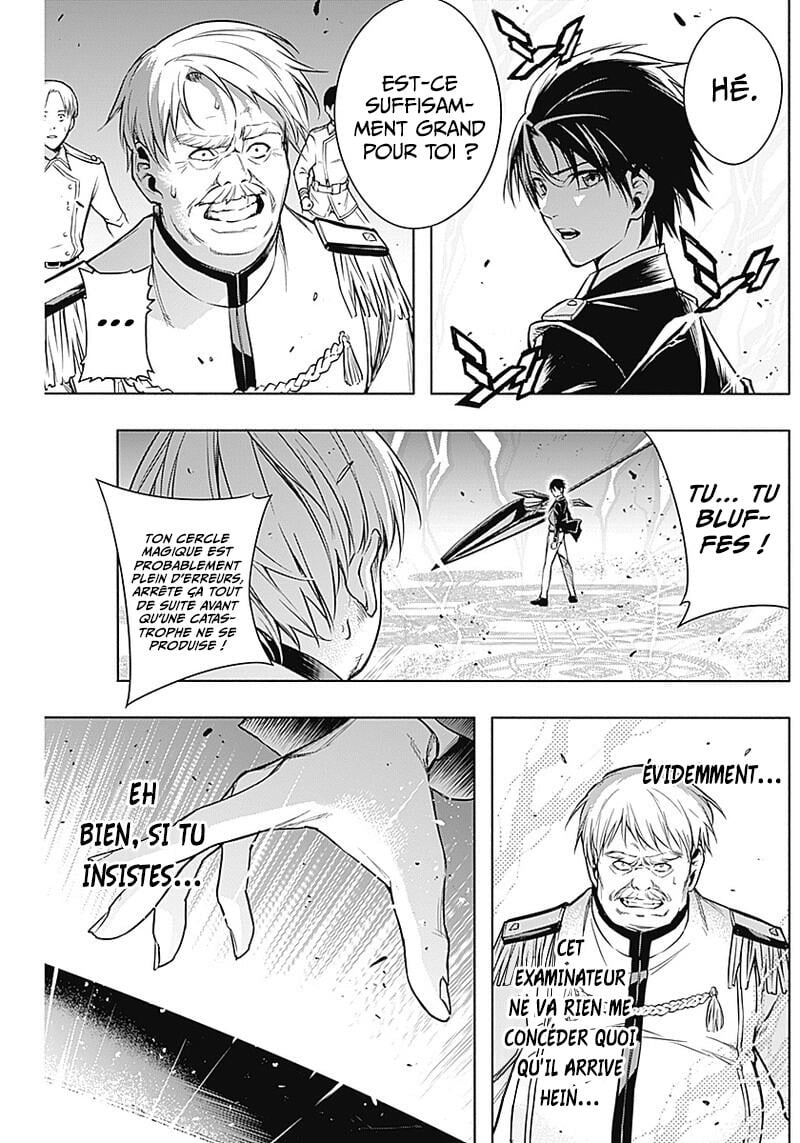 HÉ.
EST-CE
SUFFISAM-
MENT GRAND
POUR TOI ?
...
TU... TU
BLUF-
FES !
TON CERCLE
MAGIQUE EST
PROBABLEMENT
PLEIN D'ERREURS,
ARRÊTE ÇA TOUT
DE SUITE AVANT
QU'UNE CATAS-
TROPHE NE SE
PRODUISE !
ÉVIDEMMENT...
CET
EXAMINATEUR
NE VA RIEN ME
CONCÉDER QUOI
QU'IL ARRIVE
HEIN...
EH
BIEN, SI TU
INSISTES...